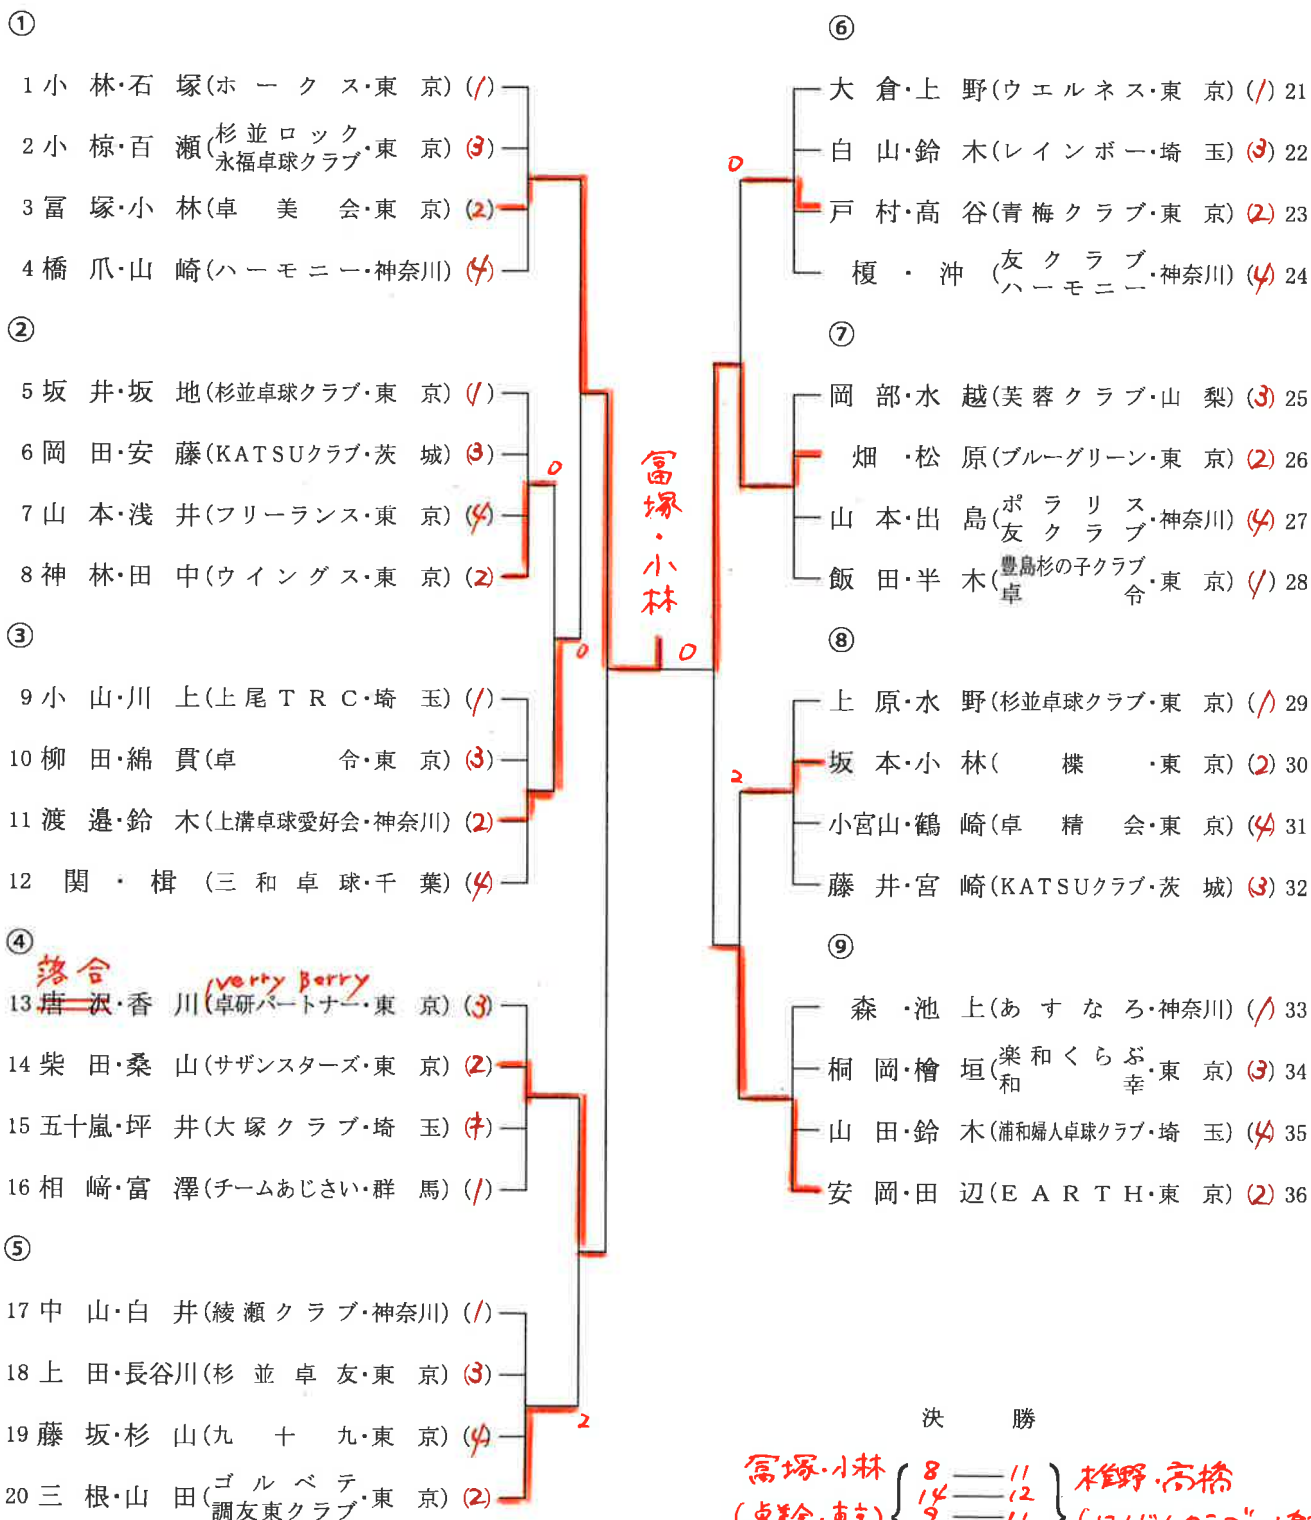 ①
1 小林・石塚(ホークス・東京)(1)
2 小椋・百瀬(杉並ロック
永福卓球クラブ・東京)(3)
3 冨塚・小林(卓美会・東京)(2)
4 橋爪・山崎(ハーモニー・神奈川)(4)
②
5 坂井・坂地(杉並卓球クラブ・東京)(1)
6 岡田・安藤(KATSUクラブ・茨城)(3)
7 山本・浅井(フリーランス・東京)(4)
8 神林・田中(ウイングス・東京)(2)
0
③
9 小山・川上(上尾TRC・埼玉)(1)
10 柳田・綿貫(卓令・東京)(3)
11 渡邉・鈴木(上溝卓球愛好会・神奈川)(2)
12 関・楫(三和卓球・千葉)(4)
0
④
落合 (verry Berry
13 唐沢・香川(卓研パートナー・東京)(3)
14 柴田・桑山(サザンスターズ・東京)(2)
15 五十嵐・坪井(大塚クラブ・埼玉)(4)
16 相﨑・富澤(チームあじさい・群馬)(1)
⑤
17 中山・白井(綾瀬クラブ・神奈川)(1)
18 上田・長谷川(杉並卓友・東京)(3)
19 藤坂・杉山(九十九・東京)(4)
20 三根・山田(ゴルベテ
調友東クラブ・東京)(2)
2
冨塚・小林
0
⑥
大倉・上野(ウエルネス・東京)(1) 21
白山・鈴木(レインボー・埼玉)(3) 22
戸村・高谷(青梅クラブ・東京)(2) 23
榎・沖(友クラブ
ハーモニー・神奈川)(4) 24
0
⑦
岡部・水越(芙蓉クラブ・山梨)(3) 25
畑・松原(ブルーグリーン・東京)(2) 26
山本・出島(ポラリス
友クラブ・神奈川)(4) 27
飯田・半木(豊島杉の子クラブ
卓令・東京)(1) 28
⑧
上原・水野(杉並卓球クラブ・東京)(1) 29
坂本・小林(楪・東京)(2) 30
小宮山・鶴崎(卓精会・東京)(4) 31
藤井・宮崎(KATSUクラブ・茨城)(3) 32
2
⑨
森・池上(あすなろ・神奈川)(1) 33
桐岡・檜垣(楽和くらぶ
和幸・東京)(3) 34
山田・鈴木(浦和婦人卓球クラブ・埼玉)(4) 35
安岡・田辺(EARTH・東京)(2) 36
決勝
冨塚・小林 8 — 11 椎野・高橋
14 — 12
(卓美会・東京) 9 — 11